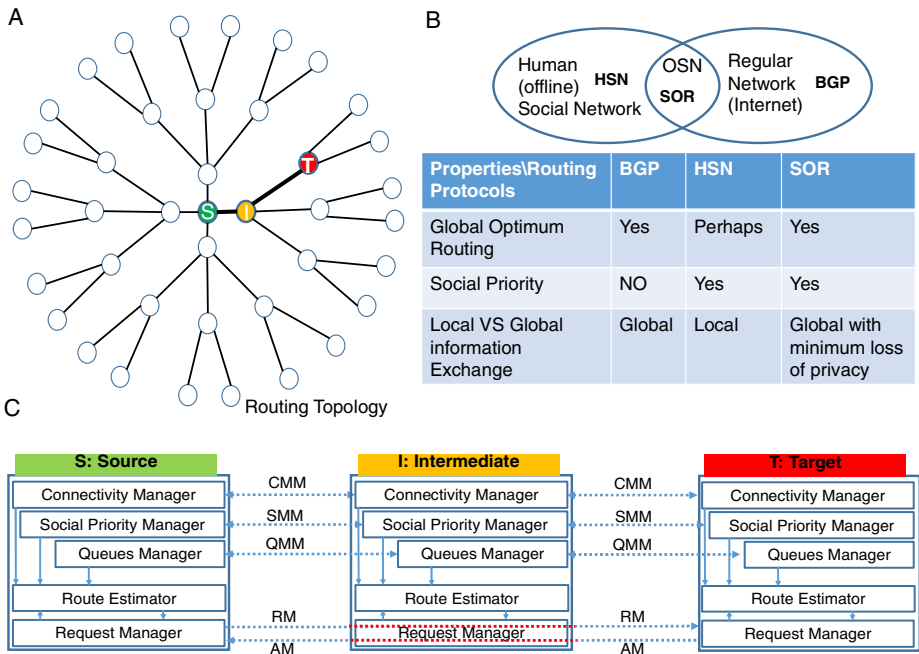 A
S
I
T
Routing Topology
B
Human
(offline)
Social Network
HSN
OSN
SOR
Regular
Network
(Internet)
BGP
Properties\Routing
Protocols
BGP
HSN
SOR
Global Optimum
Routing
Yes
Perhaps
Yes
Social Priority
NO
Yes
Yes
Local VS Global
information
Exchange
Global
Local
Global with
minimum loss
of privacy
C
S: Source
I: Intermediate
T: Target
Connectivity Manager
CMM
Connectivity Manager
CMM
Connectivity Manager
Social Priority Manager
SMM
Social Priority Manager
SMM
Social Priority Manager
Queues Manager
QMM
Queues Manager
QMM
Queues Manager
Route Estimator
Route Estimator
Route Estimator
RM
RM
Request Manager
Request Manager
Request Manager
AM
AM